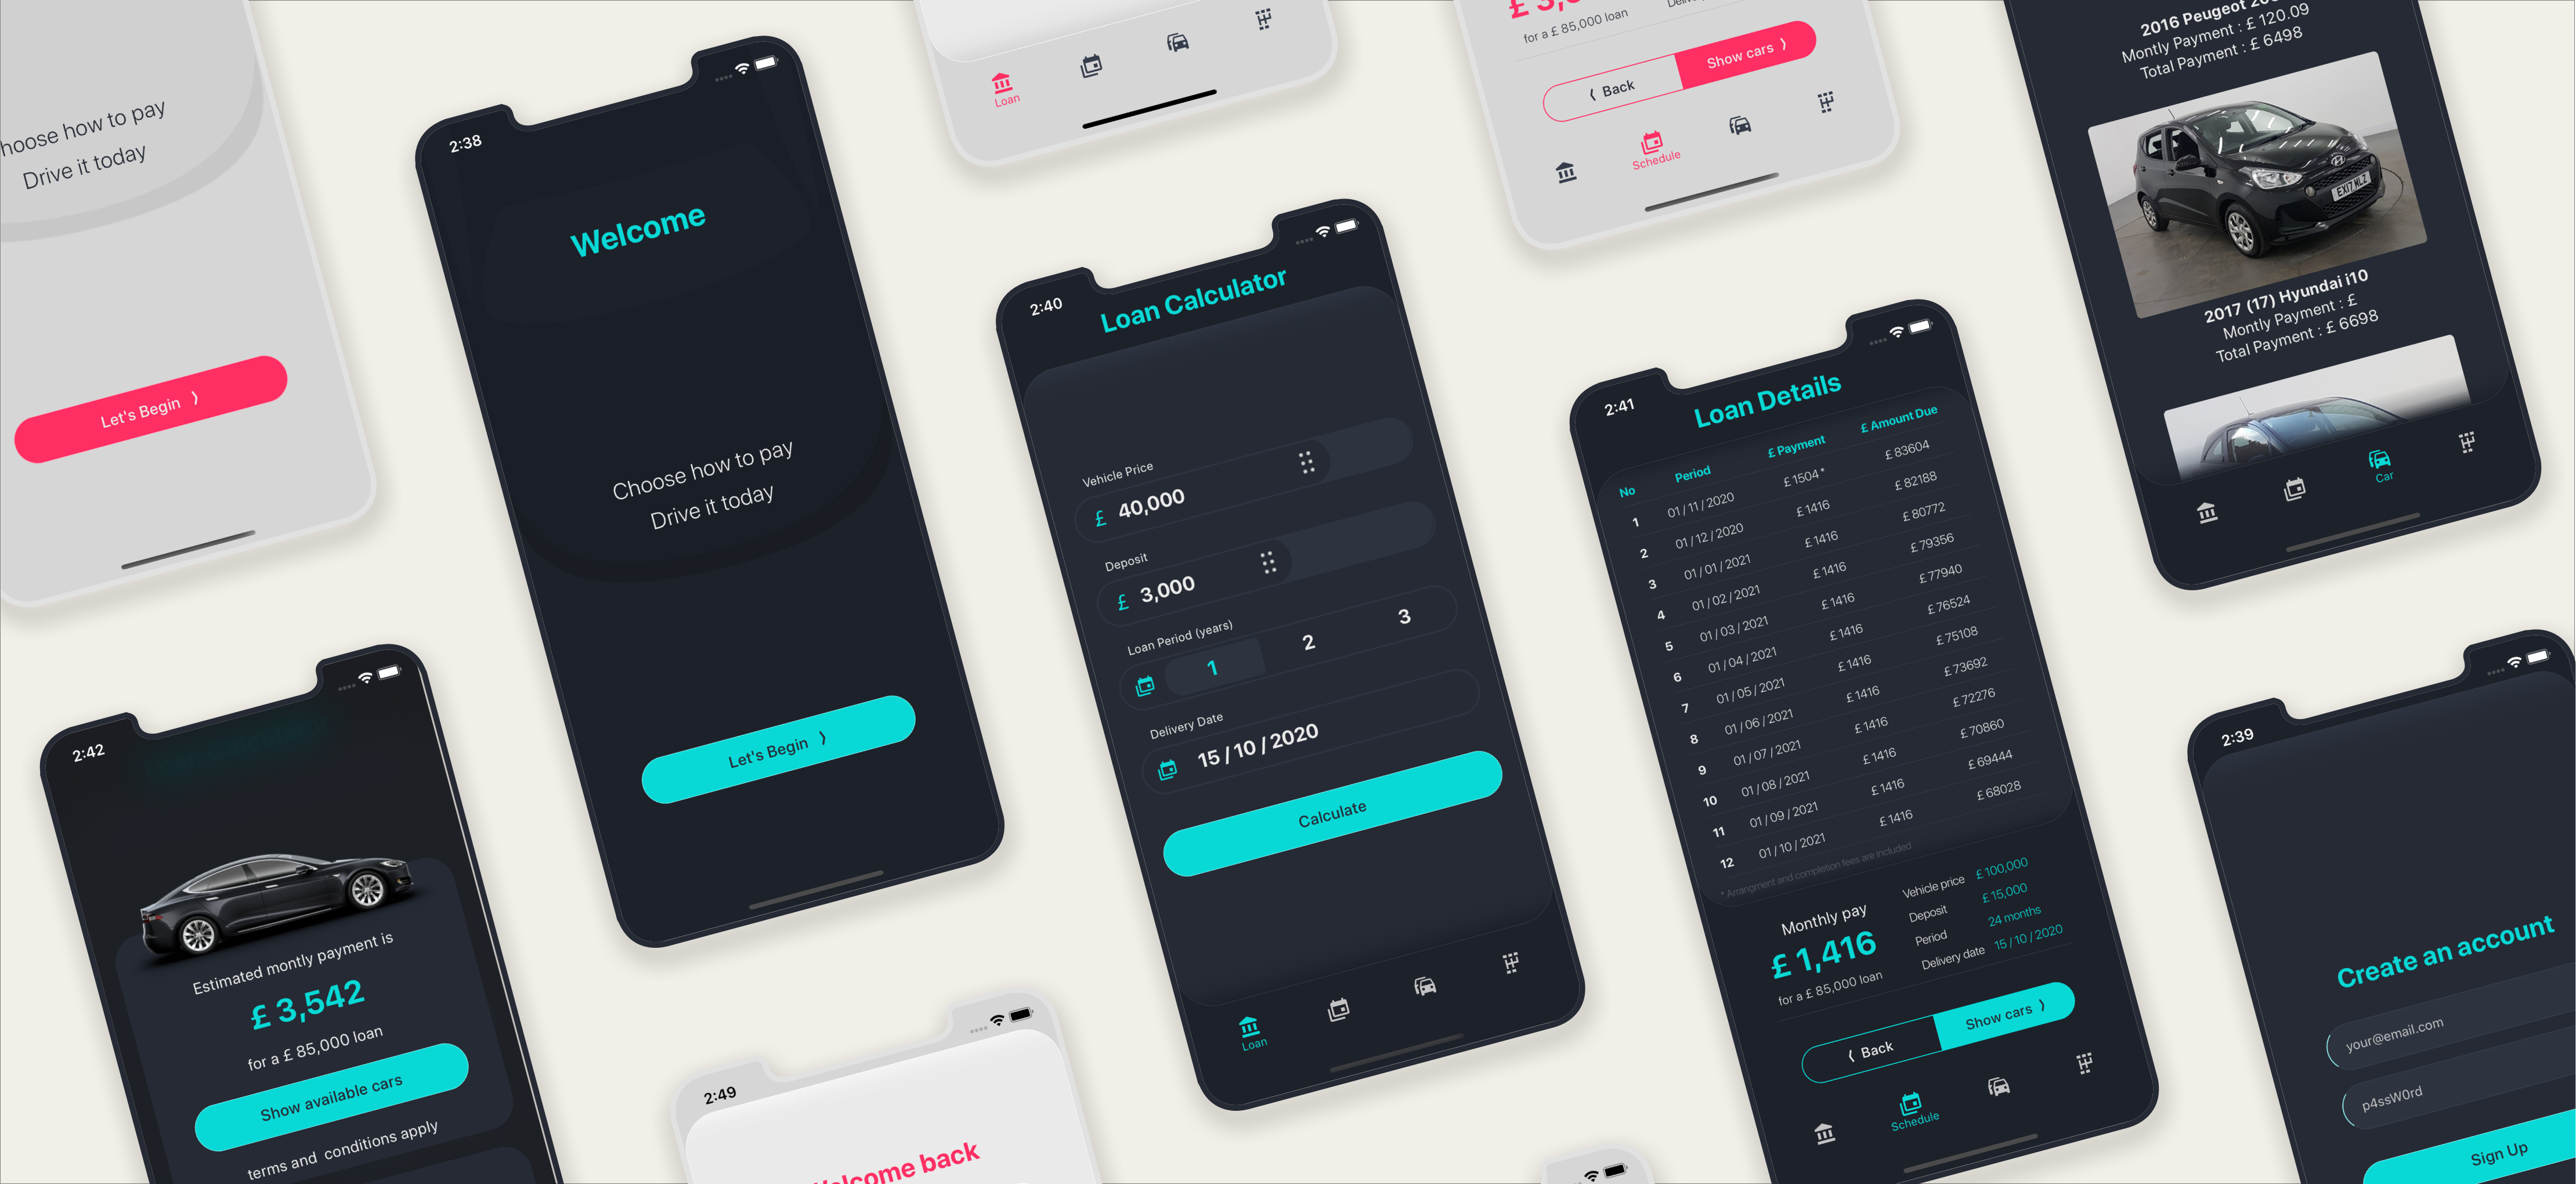 hoose how to pay
Drive it today
Let's Begin ⟩
2:38
Welcome
Choose how to pay
Drive it today
Let's Begin ⟩
2:42
Estimated montly payment is
£ 3,542
for a £ 85,000 loan
Show available cars
terms and conditions apply
2:49
Welcome back
Loan
2:40
Loan Calculator
Vehicle Price
£ 40,000
Deposit
£ 3,000
Loan Period (years)
1 2 3
Delivery Date
15 / 10 / 2020
Calculate
Loan
for a £ 85,000 loan
⟨ Back Show cars ⟩
Schedule
2:41
Loan Details
No Period £ Payment £ Amount Due
1 01 / 11 / 2020 £ 1504 * £ 83604
2 01 / 12 / 2020 £ 1416 £ 82188
3 01 / 01 / 2021 £ 1416 £ 80772
4 01 / 02 / 2021 £ 1416 £ 79356
5 01 / 03 / 2021 £ 1416 £ 77940
6 01 / 04 / 2021 £ 1416 £ 76524
7 01 / 05 / 2021 £ 1416 £ 75108
8 01 / 06 / 2021 £ 1416 £ 73692
9 01 / 07 / 2021 £ 1416 £ 72276
10 01 / 08 / 2021 £ 1416 £ 70860
11 01 / 09 / 2021 £ 1416 £ 69444
12 01 / 10 / 2021 £ 1416 £ 68028
* Arrangment and completion fees are included
Monthly pay
£ 1,416
for a £ 85,000 loan
Vehicle price £ 100,000
Deposit £ 15,000
Period 24 months
Delivery date 15 / 10 / 2020
⟨ Back Show cars ⟩
Schedule
2016 Peugeot
Montly Payment : £ 120.09
Total Payment : £ 6498
EX17 MLZ
2017 (17) Hyundai i10
Montly Payment : £
Total Payment : £ 6698
Car
2:39
Create an account
your@email.com
p4ssW0rd
Sign Up